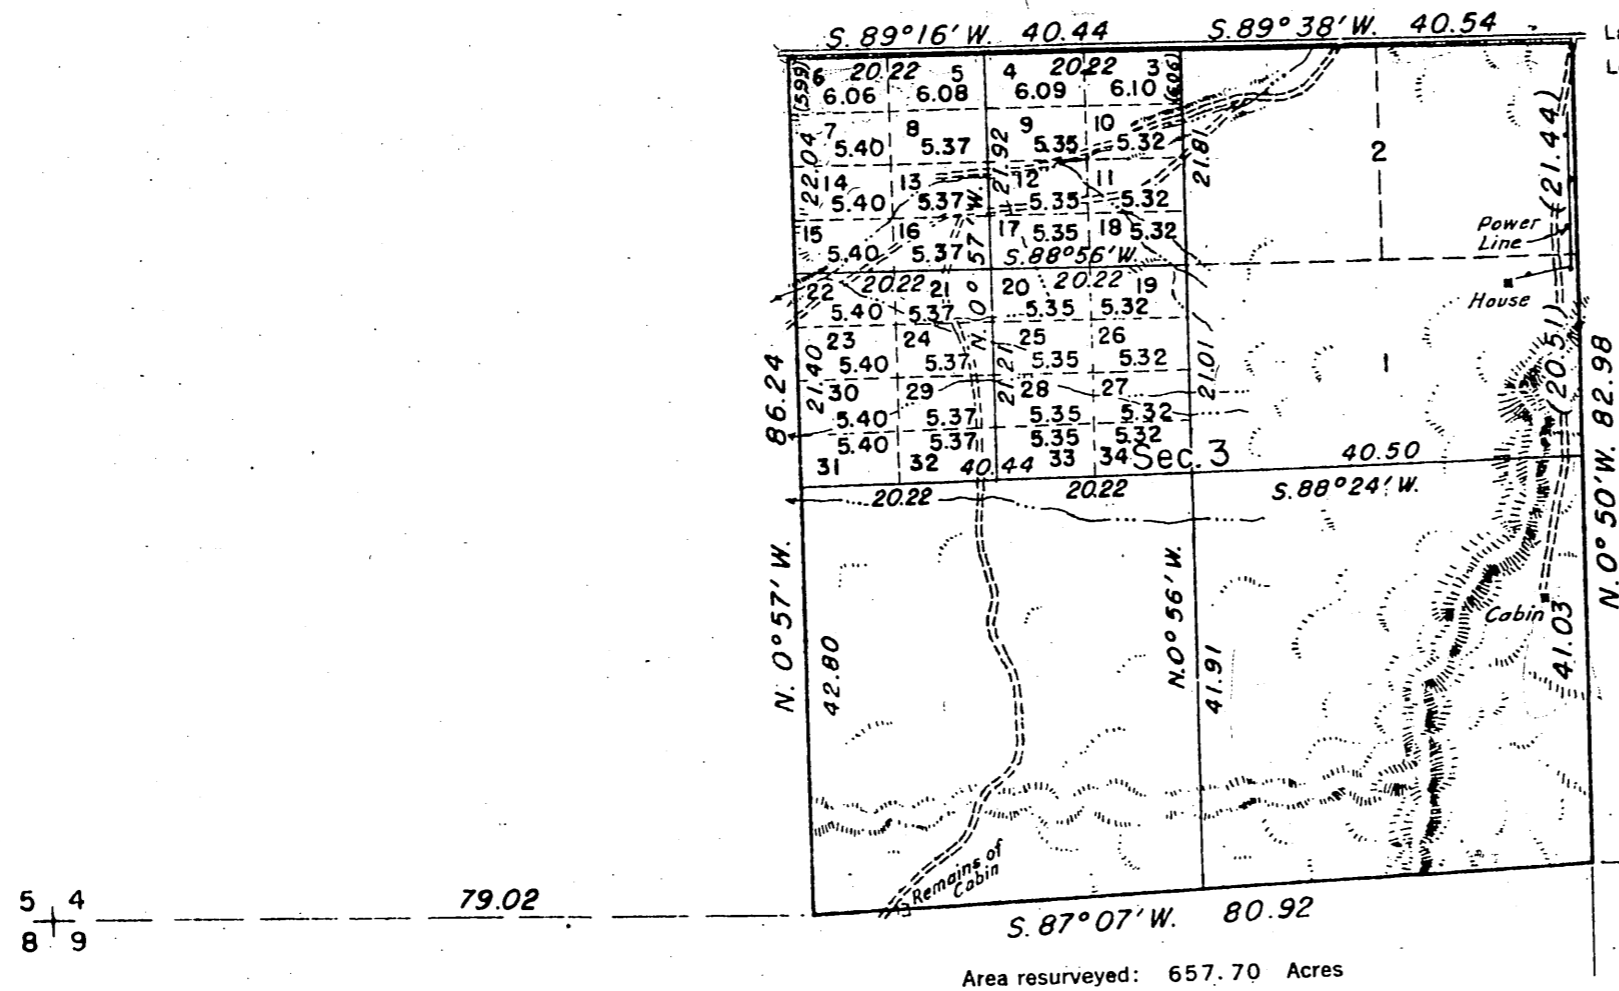 S. 89°16' W. 40.44 S. 89°38' W. 40.54
(5.99) 6 20.22 5 4 20.22 3 (6.06)
6.06 6.08 6.09 6.10
7 8 9 10
5.40 5.37 5.35 5.32
22.04 21.92 21.81 2 (21.44)
14 13 12 11
5.40 5.37 5.35 5.32
15 16 17 18
5.40 5.37 5.35 5.32
Power
Line
S. 88°56' W.
22 20.22 21 20 20.22 19
5.40 5.37 5.35 5.32
House
N. 0°57' W.
23 24 25 26
5.40 5.37 5.35 5.32
86.24 21.40 21.21 21.01 1 (20.51)
30 29 28 27
5.40 5.37 5.35 5.32
5.40 5.37 5.35 5.32
31 32 40.44 33 34 Sec. 3 40.50
20.22 20.22 S. 88°24' W.
N. 0°50' W. 82.98
N. 0°57' W. N. 0°56' W.
Cabin
42.80 41.91 41.03
Remains of
Cabin
5 4 79.02
8 9
S. 87°07' W. 80.92
Area resurveyed: 657.70 Acres